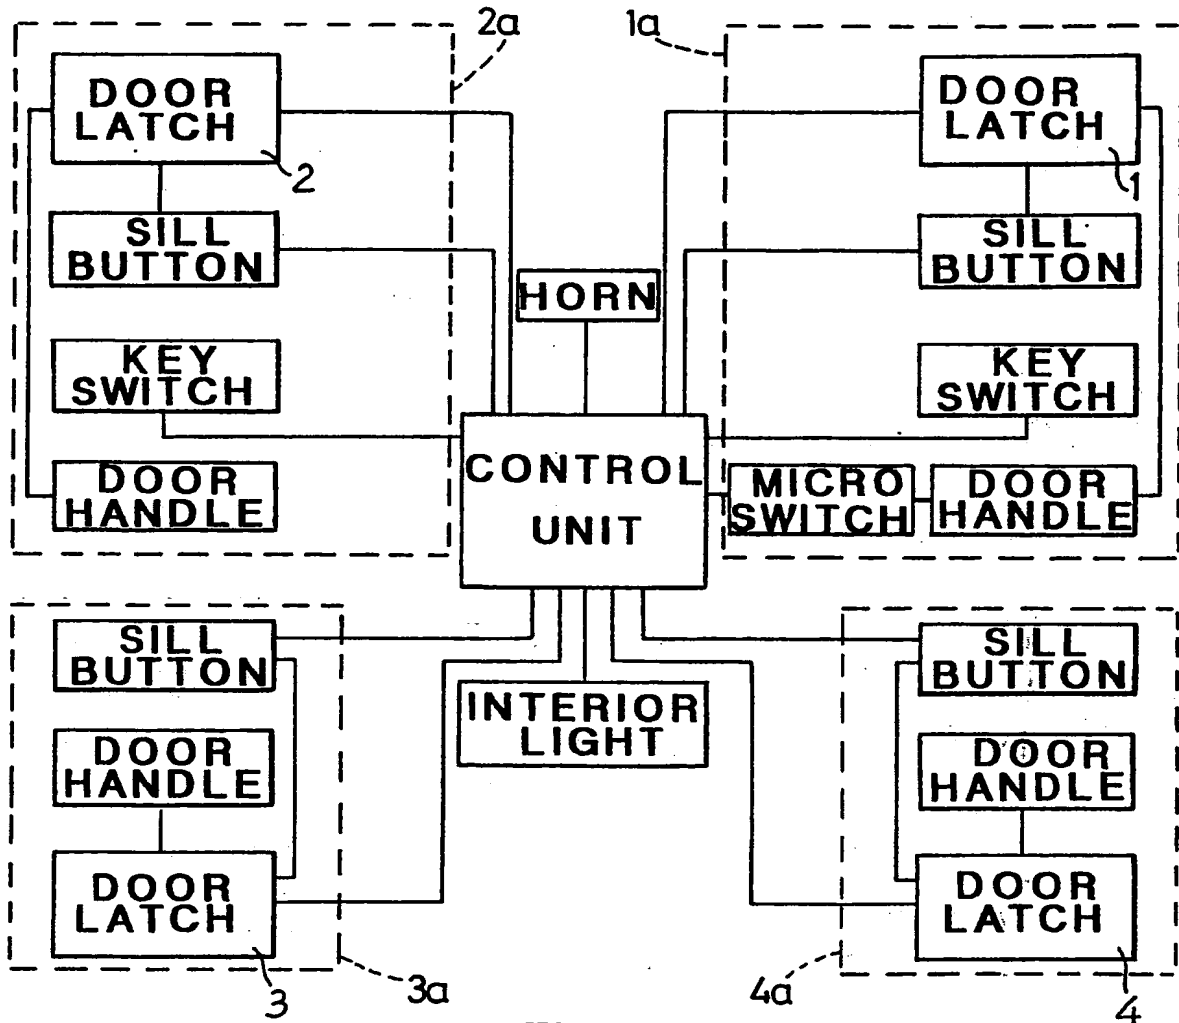 2a
1a
DOOR
LATCH
2
SILL
BUTTON
KEY
SWITCH
DOOR
HANDLE
DOOR
LATCH
1
SILL
BUTTON
KEY
SWITCH
MICRO
SWITCH
DOOR
HANDLE
HORN
CONTROL
UNIT
INTERIOR
LIGHT
SILL
BUTTON
DOOR
HANDLE
DOOR
LATCH
3
3a
SILL
BUTTON
DOOR
HANDLE
DOOR
LATCH
4
4a